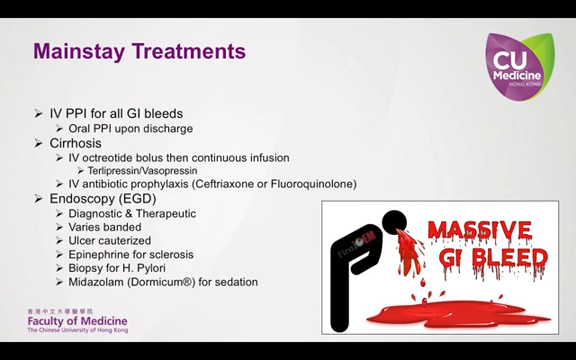 Mainstay Treatments
CU
Medicine
HONG KONG
IV PPI for all GI bleeds
Oral PPI upon discharge
Cirrhosis
IV octreotide bolus then continuous infusion
Terlipressin/Vasopressin
IV antibiotic prophylaxis (Ceftriaxone or Fluoroquinolone)
Endoscopy (EGD)
Diagnostic & Therapeutic
Varies banded
Ulcer cauterized
Epinephrine for sclerosis
Biopsy for H. Pylori
Midazolam (Dormicum®) for sedation
MASSIVE
GI BLEED
香港中文大學醫學院
Faculty of Medicine
The Chinese University of Hong Kong